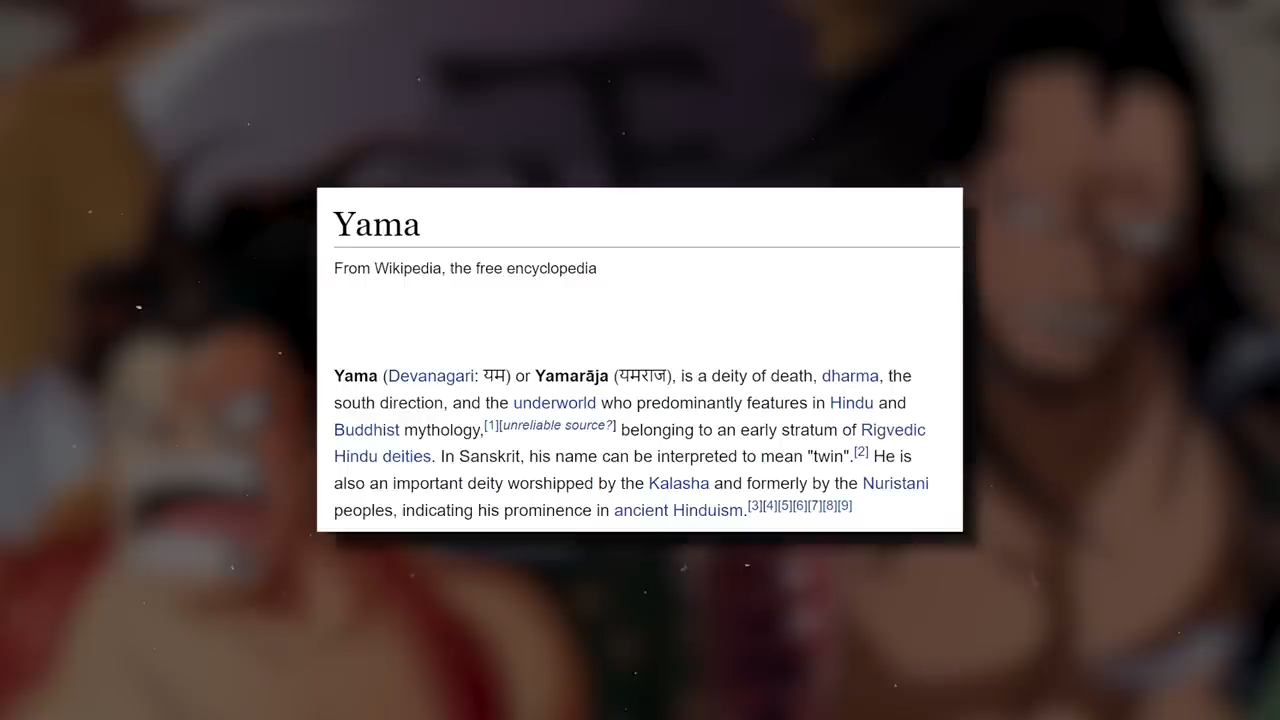 Yama
From Wikipedia, the free encyclopedia
Yama (Devanagari: यम) or Yamarāja (यमराज), is a deity of death, dharma, the
south direction, and the underworld who predominantly features in Hindu and
Buddhist mythology,[1][unreliable source?] belonging to an early stratum of Rigvedic
Hindu deities. In Sanskrit, his name can be interpreted to mean "twin".[2] He is
also an important deity worshipped by the Kalasha and formerly by the Nuristani
peoples, indicating his prominence in ancient Hinduism.[3][4][5][6][7][8][9]